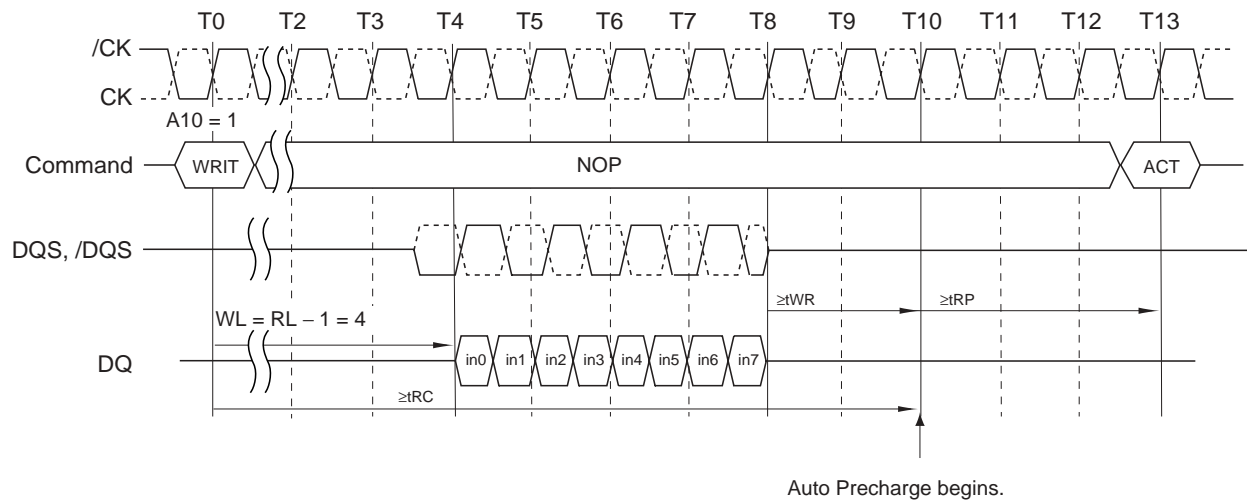 T0 T2 T3 T4 T5 T6 T7 T8 T9 T10 T11 T12 T13
/CK
CK
A10 = 1
Command WRIT NOP ACT
DQS, /DQS
≥tWR ≥tRP
WL = RL − 1 = 4
DQ in0 in1 in2 in3 in4 in5 in6 in7
≥tRC
Auto Precharge begins.